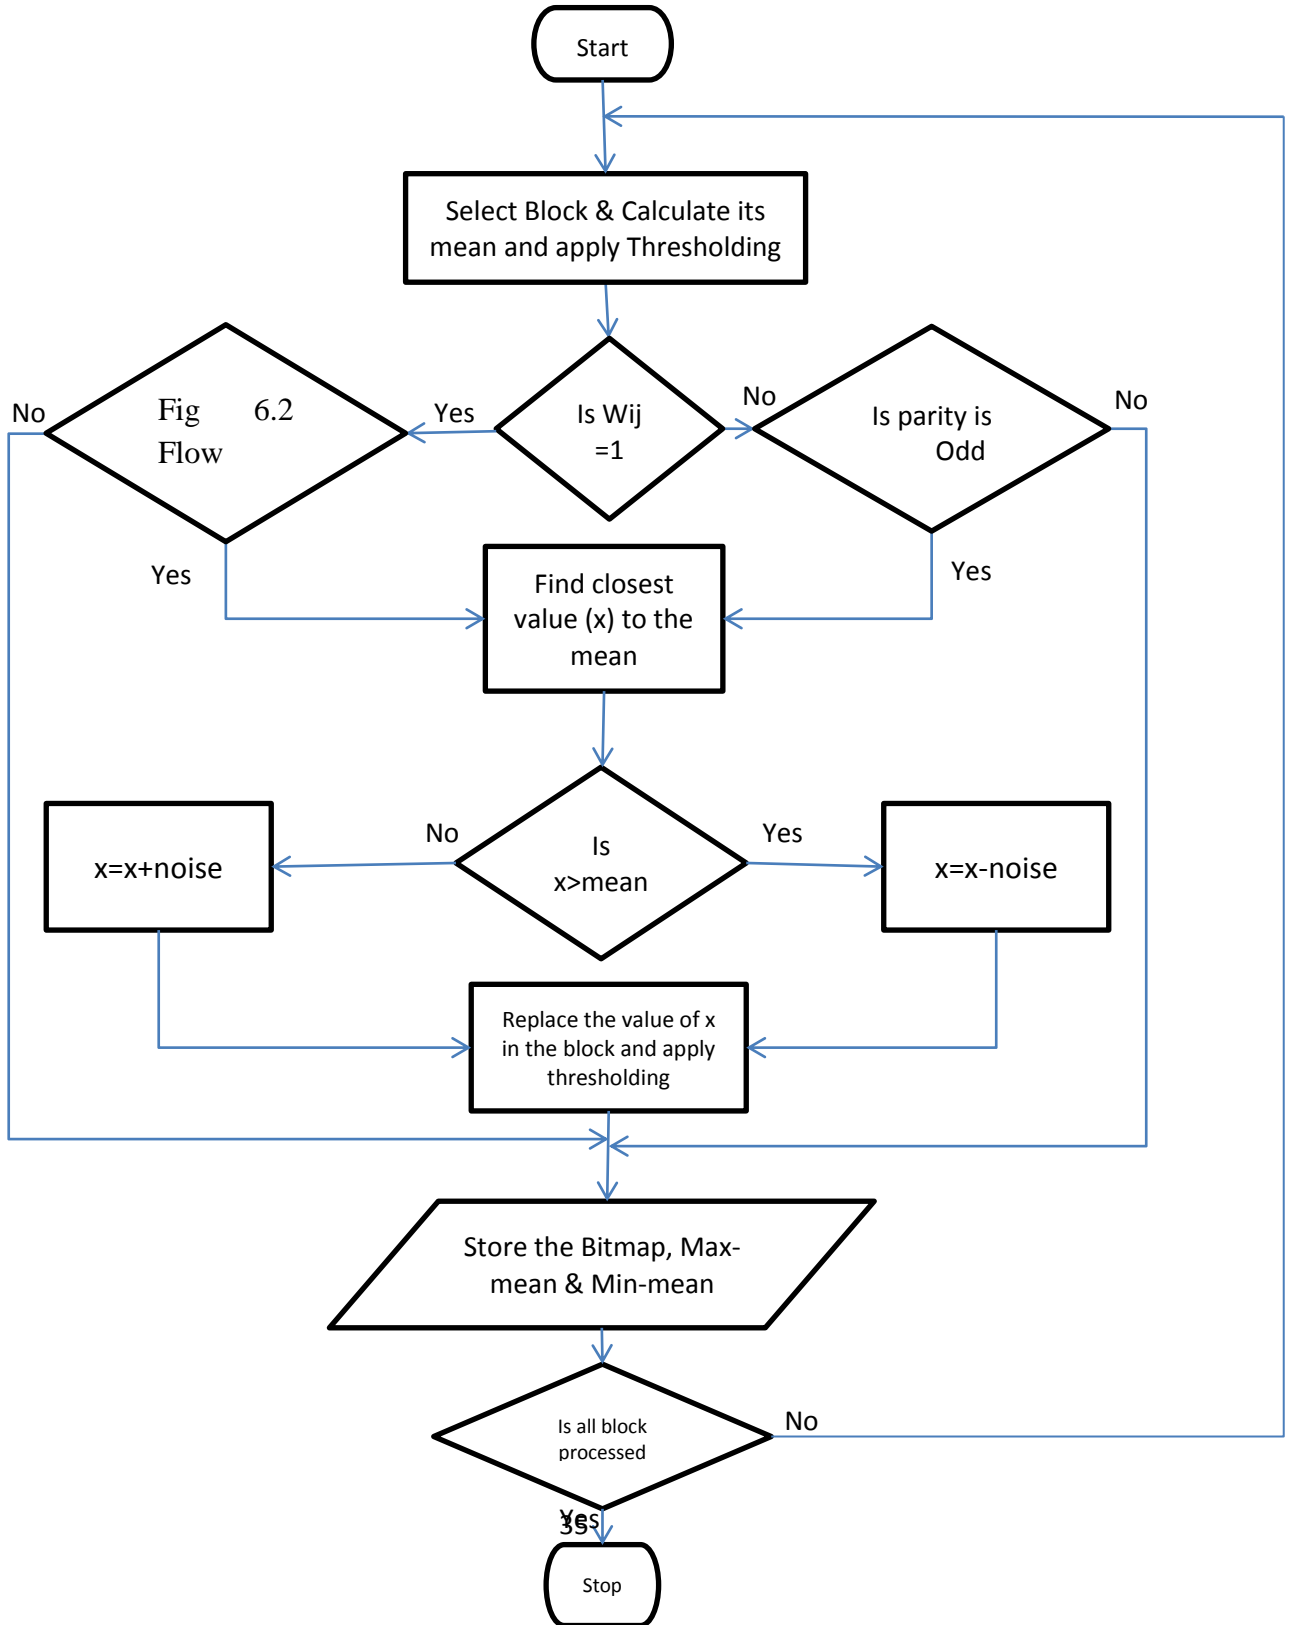 Start
Select Block & Calculate its
mean and apply Thresholding
No
Fig 6.2
Flow
Yes
Is Wij
=1
No
Is parity is
Odd
No
Yes
Find closest
value (x) to the
mean
Yes
x=x+noise
No
Is
x>mean
Yes
x=x-noise
Replace the value of x
in the block and apply
thresholding
Store the Bitmap, Max-
mean & Min-mean
Is all block
processed
No
Yes
35
Stop